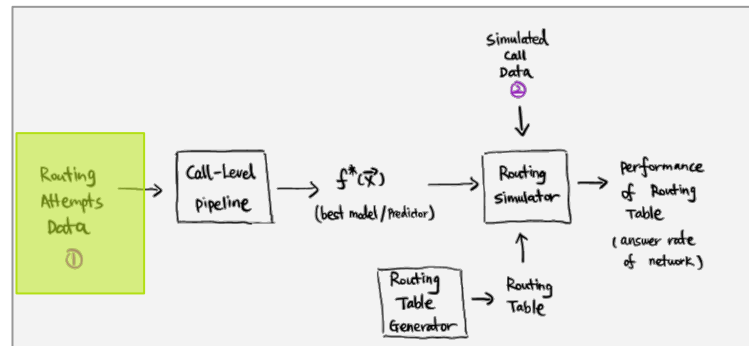 Simulated
Call
Data
②
Routing
Attempts
Data
①
Call-Level
pipeline
f*(x⃗)
(best model/Predictor)
Routing
Simulator
Performance
of Routing
Table
(answer rate
of network)
Routing
Table
Generator
Routing
Table